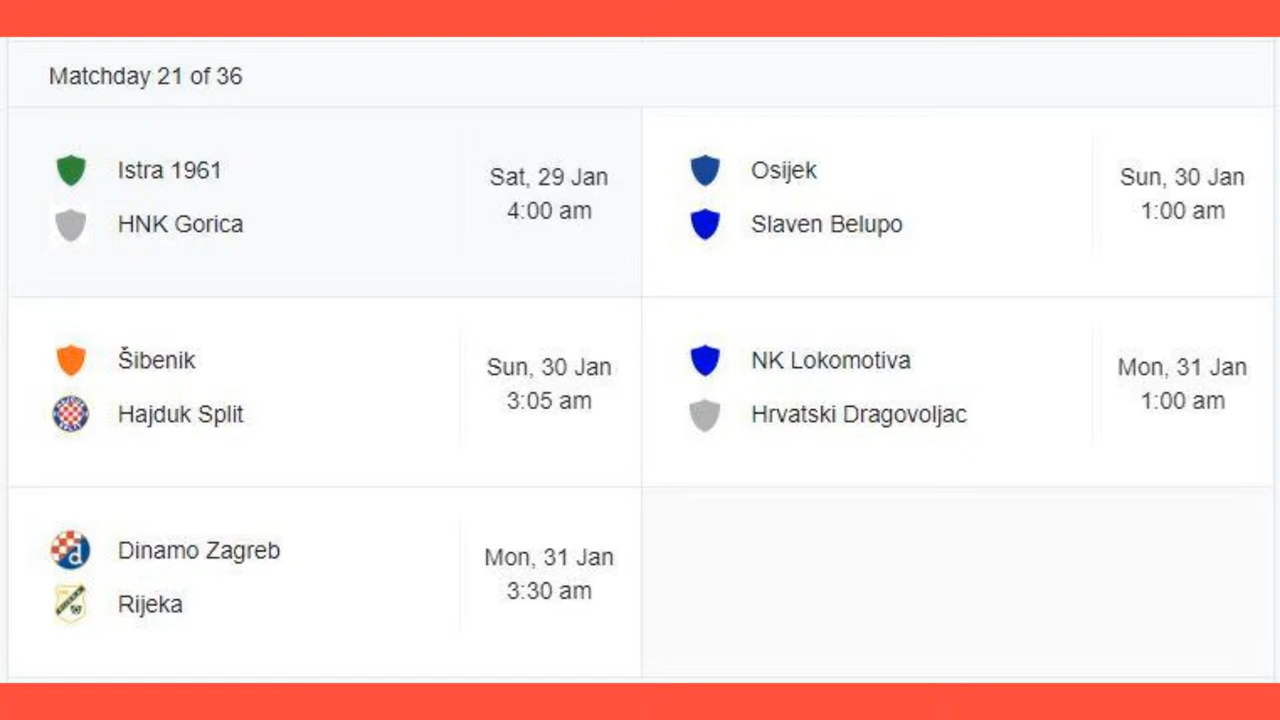 Matchday 21 of 36
Istra 1961
HNK Gorica
Sat, 29 Jan
4:00 am
Osijek
Slaven Belupo
Sun, 30 Jan
1:00 am
Šibenik
Hajduk Split
Sun, 30 Jan
3:05 am
NK Lokomotiva
Hrvatski Dragovoljac
Mon, 31 Jan
1:00 am
Dinamo Zagreb
Rijeka
Mon, 31 Jan
3:30 am